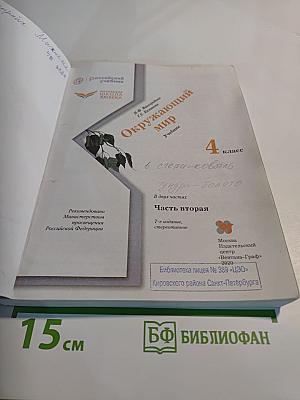 российский учебник
Н.Ф. Виноградова
Г.С. Калинова
Окружающий
мир
Учебник
4 класс
В двух частях
Часть вторая
7-е издание,
стереотипное
Рекомендовано
Министерством
просвещения
Российской Федерации
Москва
Издательский
центр
«Вентана-Граф»
2020
Библиотека лицея № 389 «ЦЭО»
Кировского района Санкт-Петербурга
15 см
БФ БИБЛИОФАН